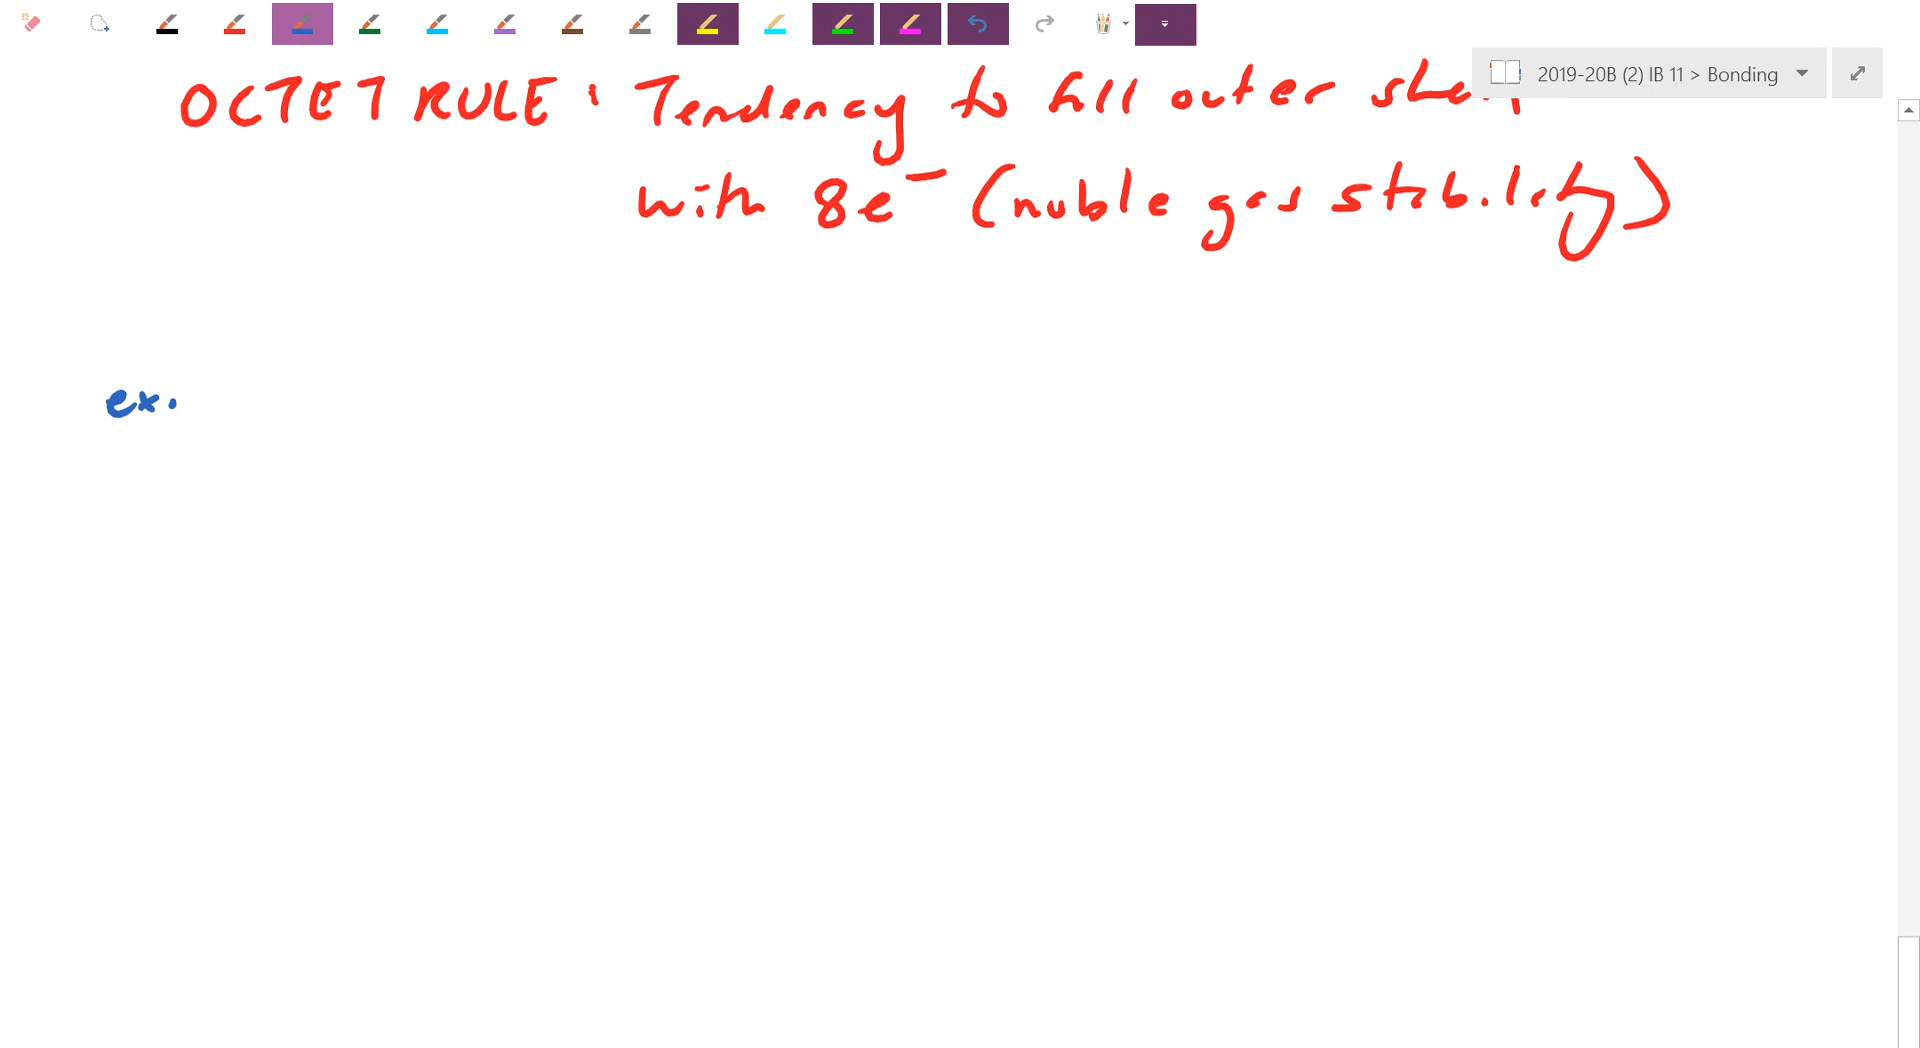 2019-20B (2) IB 11 > Bonding
OCTET RULE : Tendency to fill outer shell
with 8e⁻ (noble gas stability)
ex.